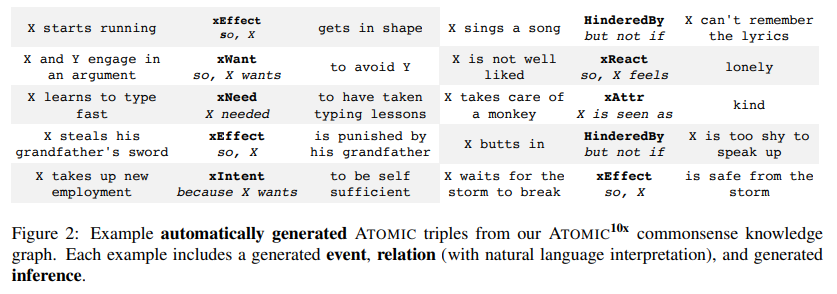 X starts running xEffect so, X gets in shape X sings a song HinderedBy but not if X can't remember the lyrics
X and Y engage in an argument xWant so, X wants to avoid Y X is not well liked xReact so, X feels lonely
X learns to type fast xNeed X needed to have taken typing lessons X takes care of a monkey xAttr X is seen as kind
X steals his grandfather's sword xEffect so, X is punished by his grandfather X butts in HinderedBy but not if X is too shy to speak up
X takes up new employment xIntent because X wants to be self sufficient X waits for the storm to break xEffect so, X is safe from the storm
Figure 2: Example automatically generated ATOMIC triples from our ATOMIC10x commonsense knowledge
graph. Each example includes a generated event, relation (with natural language interpretation), and generated
inference.